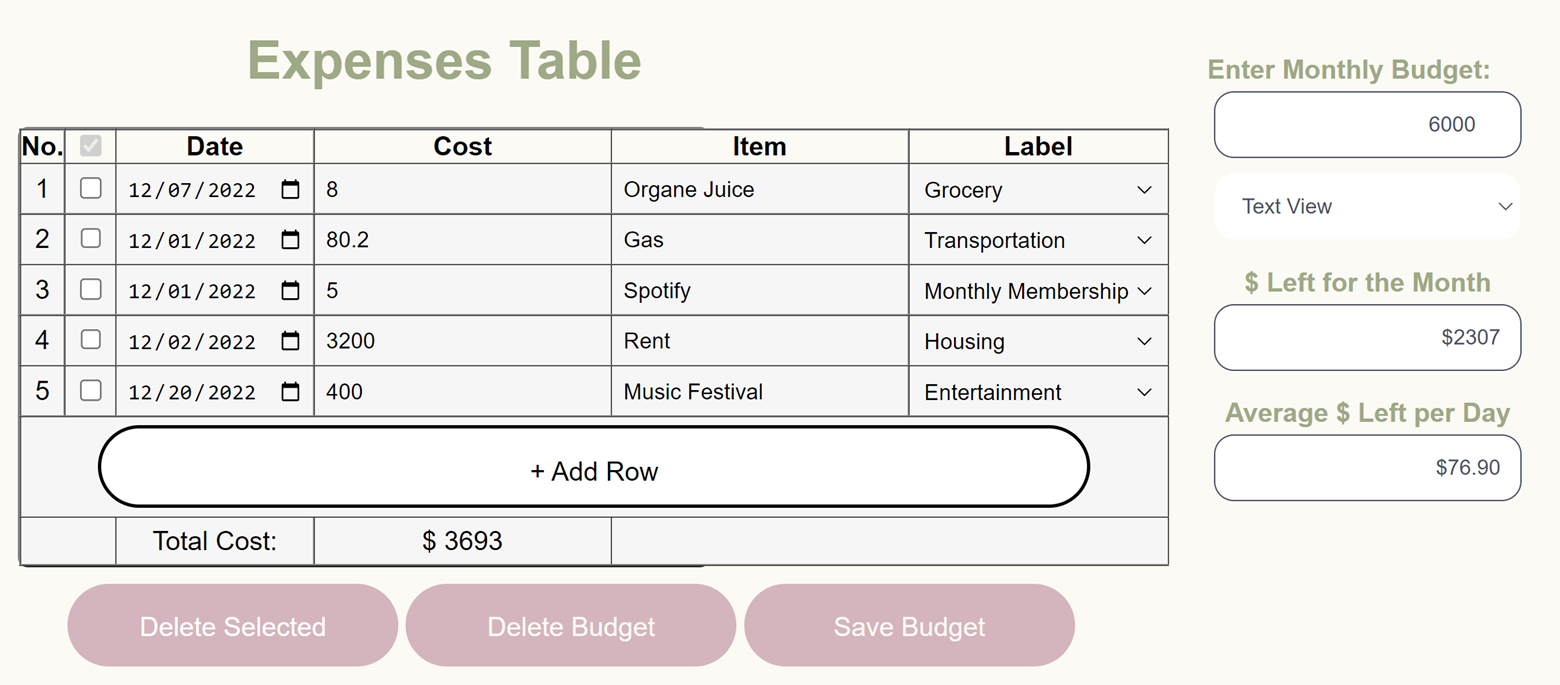 Expenses Table
No. Date Cost Item Label
1 12/07/2022 8 Organe Juice Grocery
2 12/01/2022 80.2 Gas Transportation
3 12/01/2022 5 Spotify Monthly Membership
4 12/02/2022 3200 Rent Housing
5 12/20/2022 400 Music Festival Entertainment
+ Add Row
Total Cost: $ 3693
Delete Selected Delete Budget Save Budget
Enter Monthly Budget:
6000
Text View
$ Left for the Month
$2307
Average $ Left per Day
$76.90